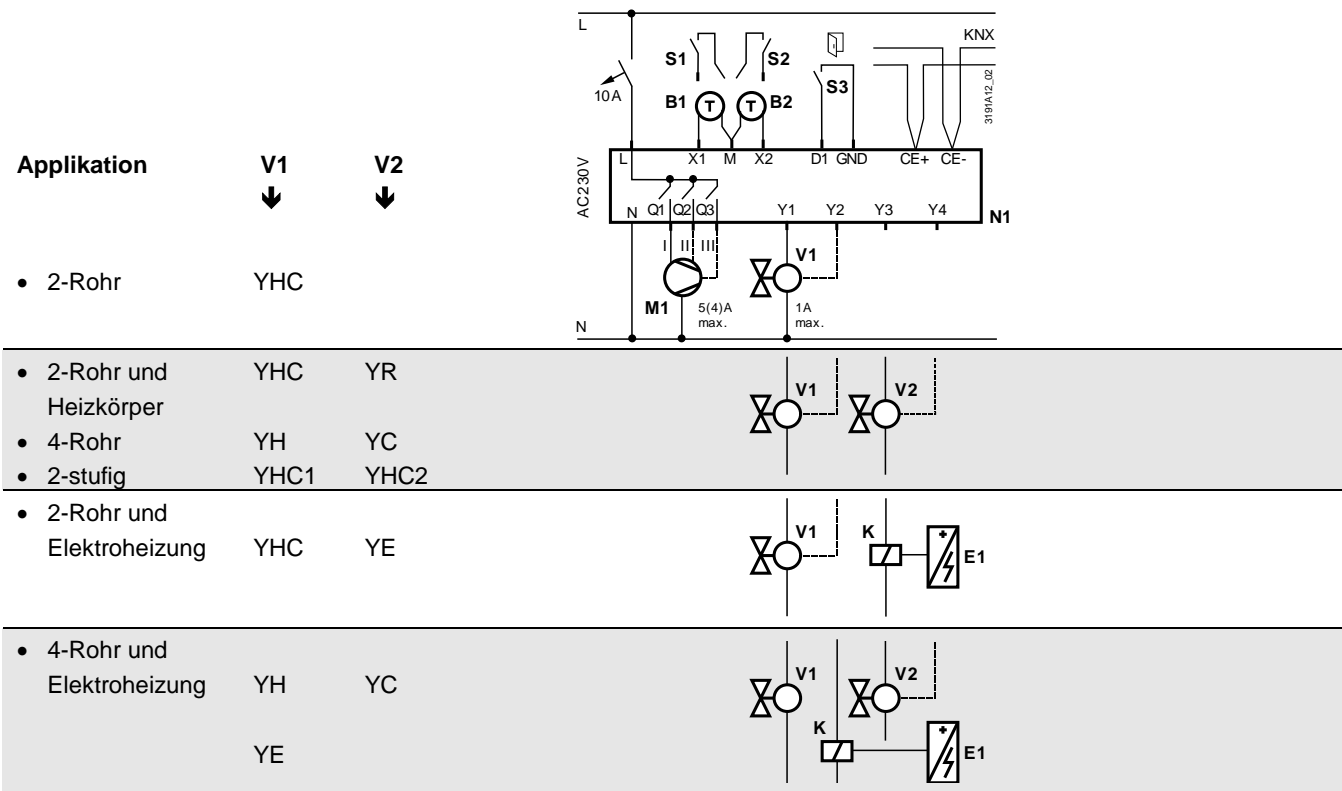 L
KNX
S1 S2
S3
10A
B1 T T B2
3191A12_02
Applikation V1 V2
AC230V
L X1 M X2 D1 GND CE+ CE-
N Q1 Q2 Q3 Y1 Y2 Y3 Y4 N1
I II III
V1
• 2-Rohr YHC
M1 5(4)A max.
1A max.
N
• 2-Rohr und YHC YR
Heizkörper
V1 V2
• 4-Rohr YH YC
• 2-stufig YHC1 YHC2
• 2-Rohr und
Elektroheizung YHC YE
V1 K E1
• 4-Rohr und
Elektroheizung YH YC
V1 V2
YE
K E1